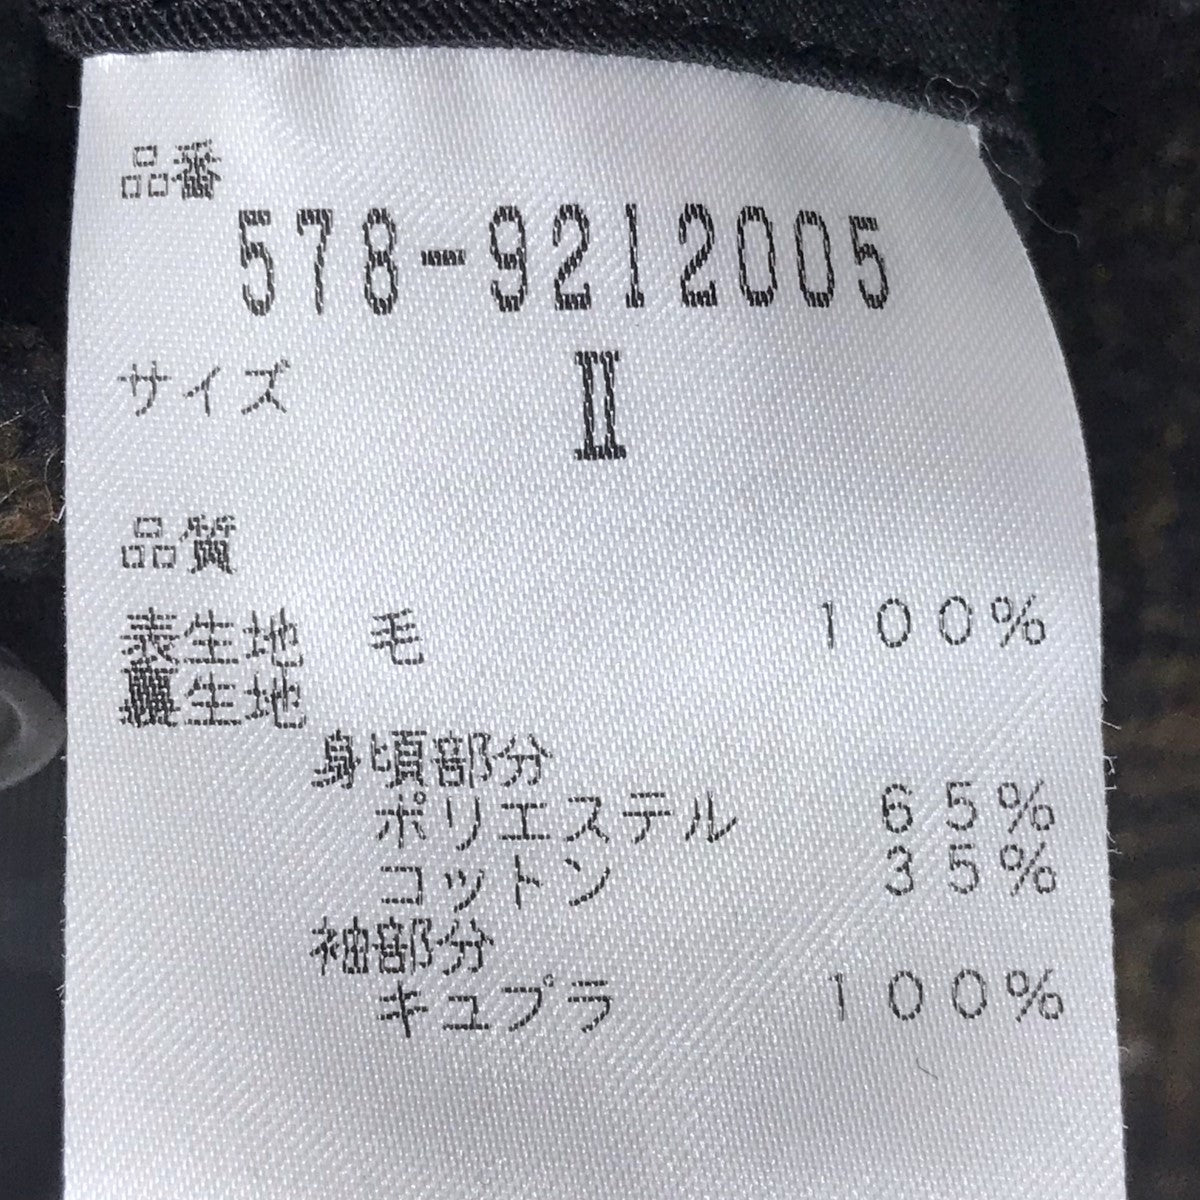 品番
578-9212005
サイズ Ⅱ
品質
表生地 毛 100%
裏生地
身頃部分
ポリエステル 65%
コットン 35%
袖部分
キュプラ 100%